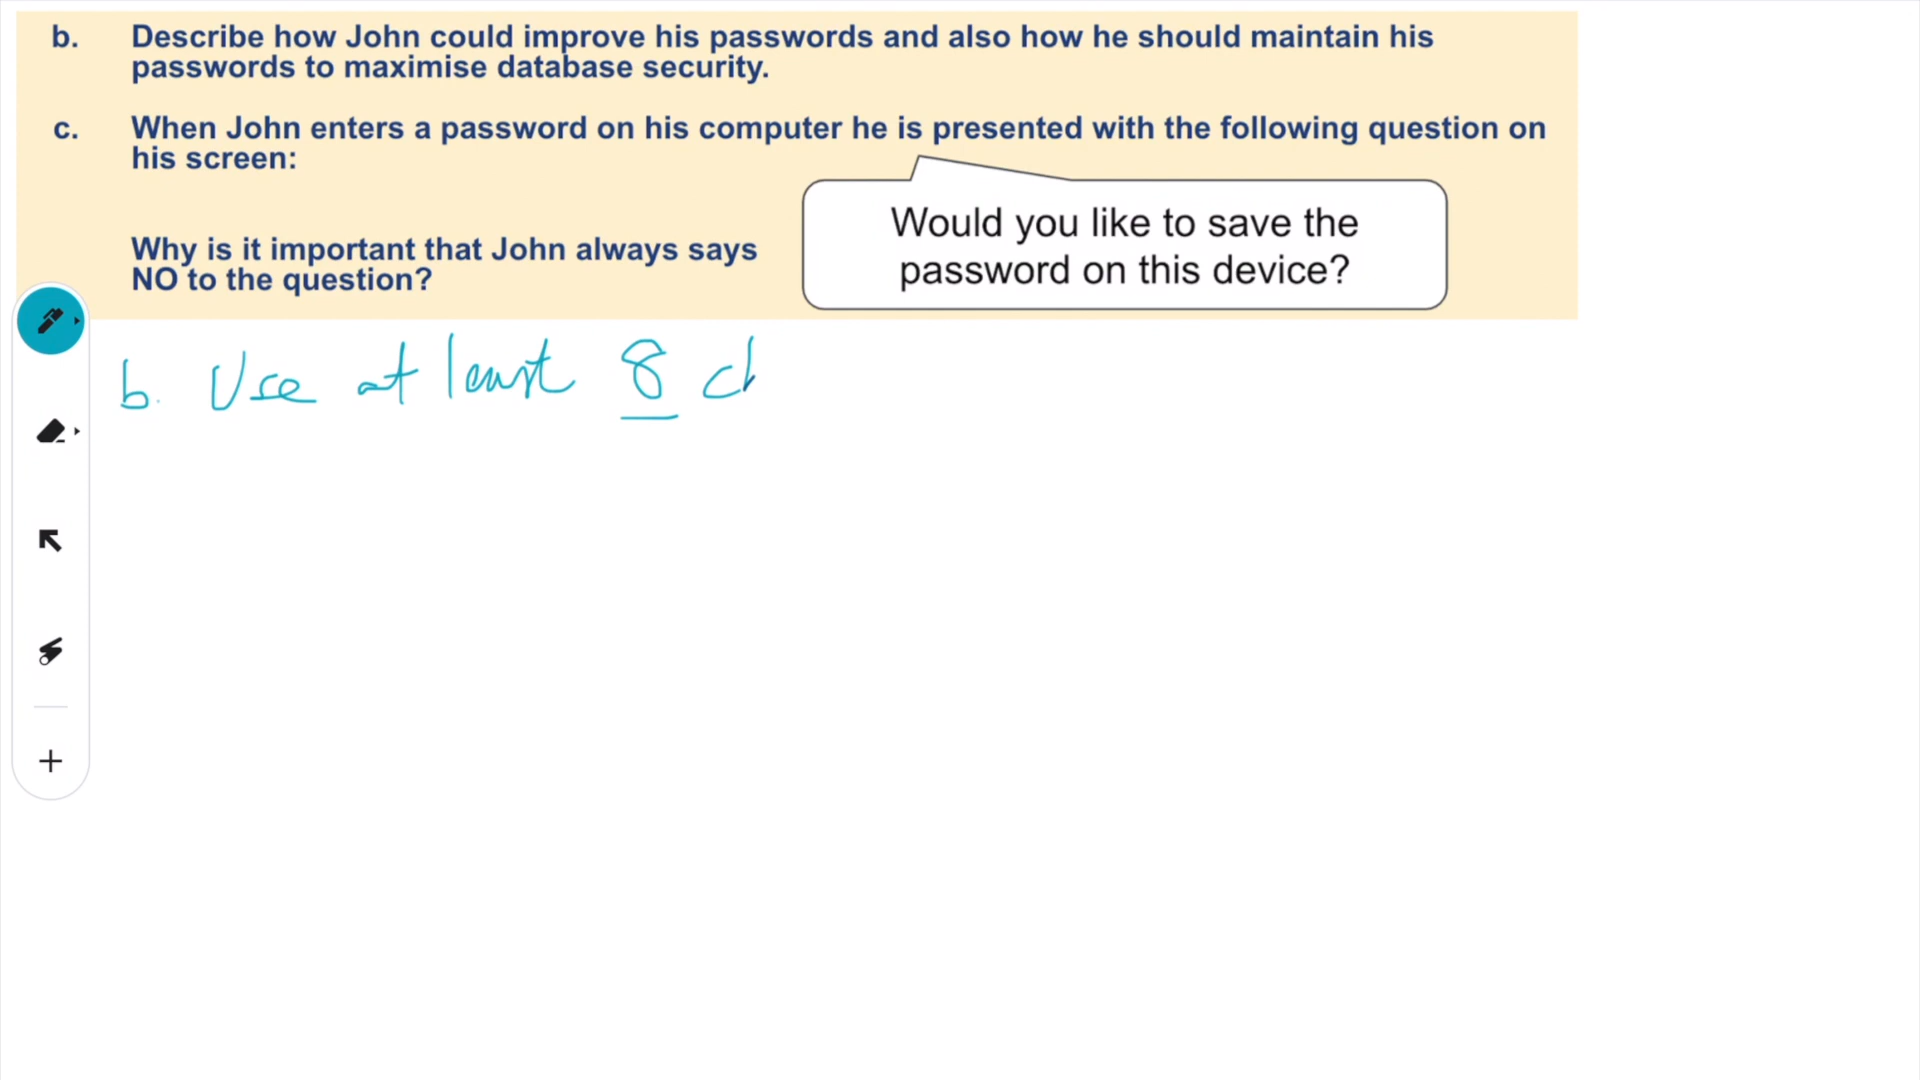 b. Describe how John could improve his passwords and also how he should maintain his
passwords to maximise database security.
c. When John enters a password on his computer he is presented with the following question on
his screen:
Would you like to save the
password on this device?
Why is it important that John always says
NO to the question?
b. Use at least 8 ch